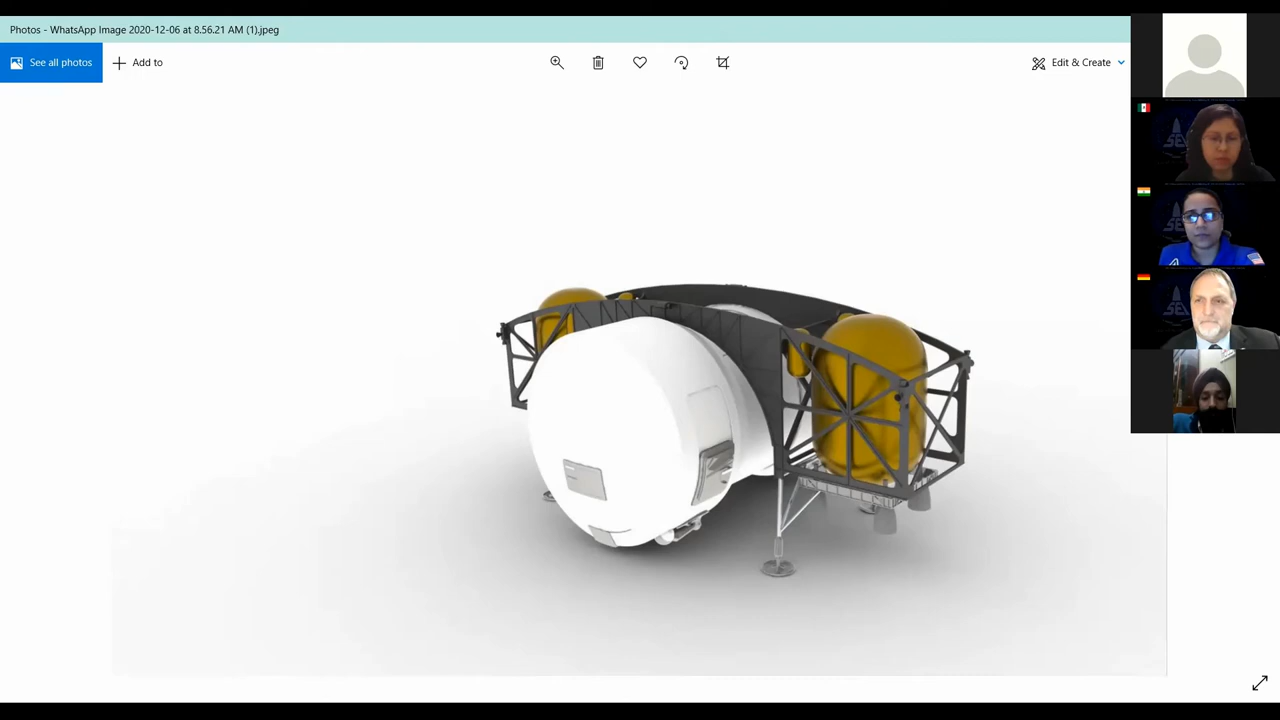 Photos - WhatsApp Image 2020-12-06 at 8.56.21 AM (1).jpeg
See all photos
Add to
Edit & Create